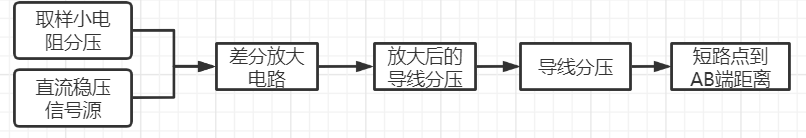 取样小电
阻分压
直流稳压
信号源
差分放大
电路
放大后的
导线分压
导线分压
短路点到
AB端距离